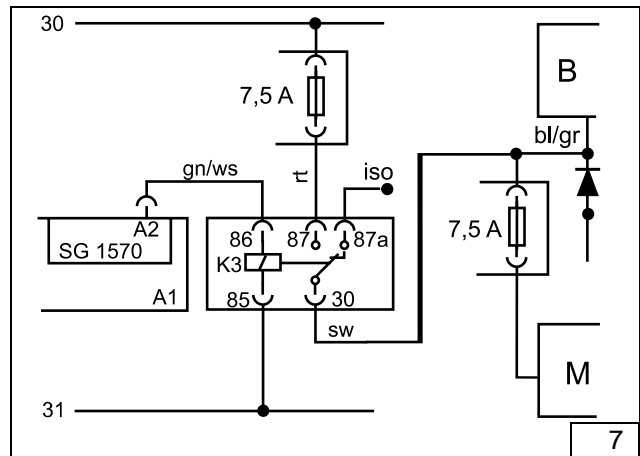 30
B
7,5 A
bl/gr
gn/ws
rt
iso
A2
SG 1570
A1
86
87
87a
K3
85
30
7,5 A
sw
M
31
7